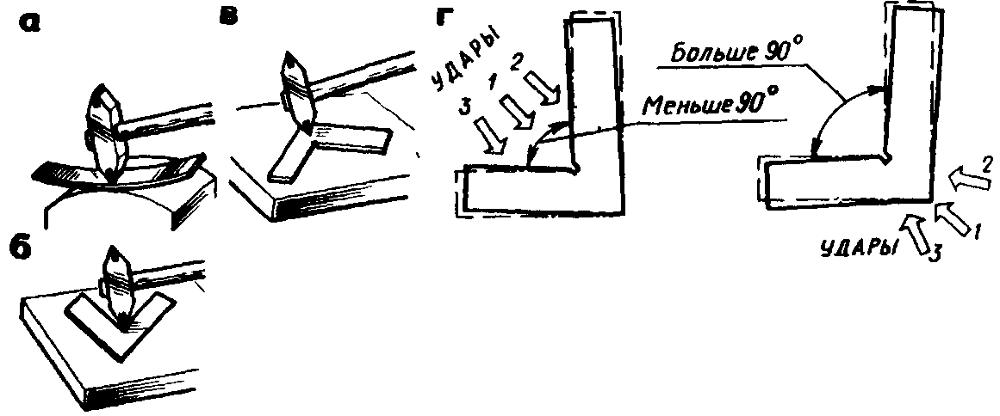 а
в
г
УДАРЫ
3
1
2
Меньше 90°
Больше 90°
2
1
УДАРЫ 3
б